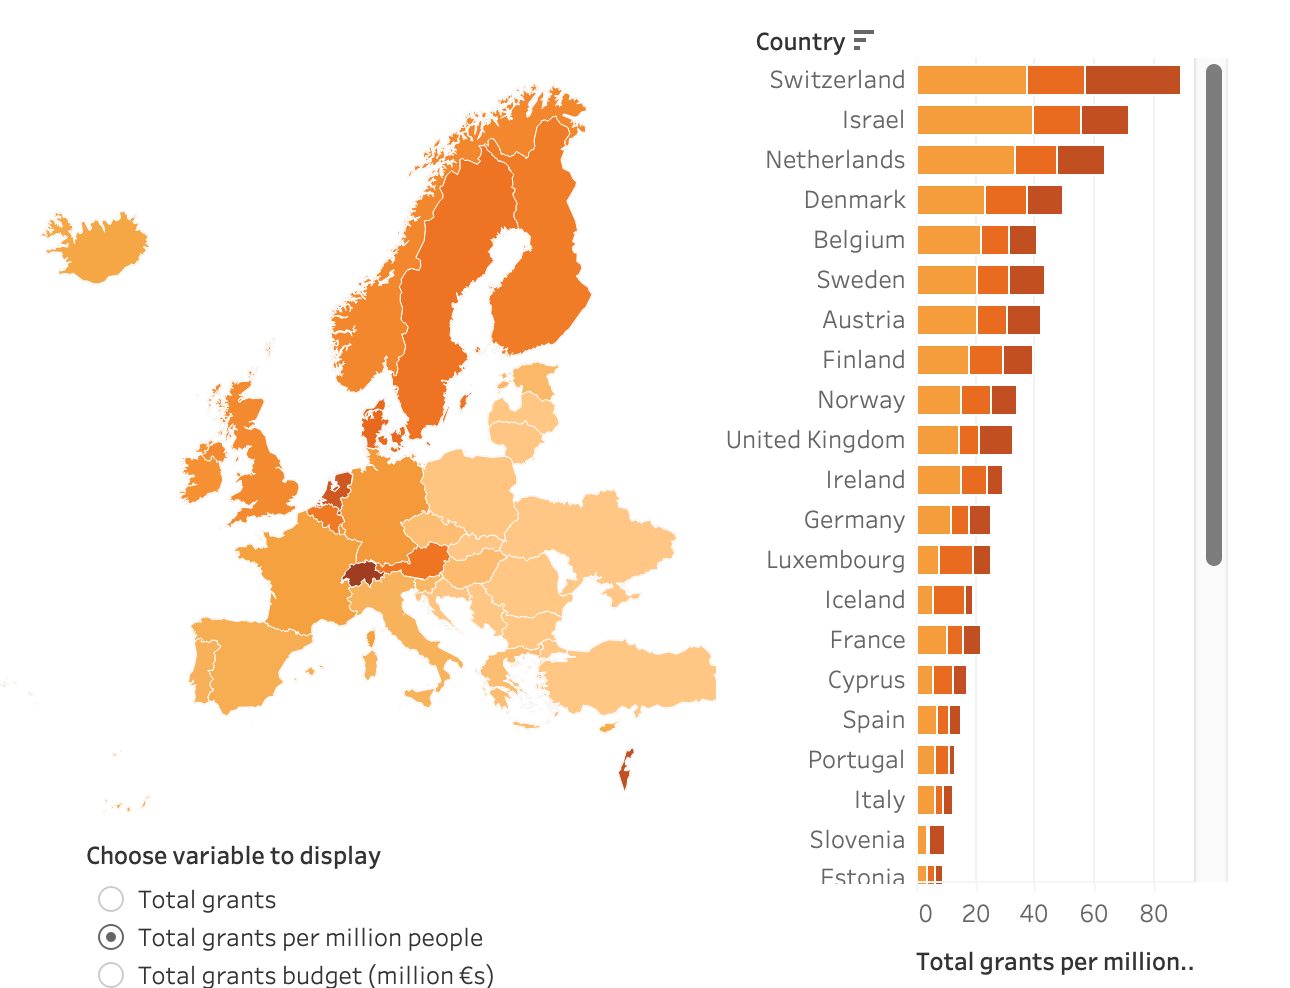 Country
Switzerland
Israel
Netherlands
Denmark
Belgium
Sweden
Austria
Finland
Norway
United Kingdom
Ireland
Germany
Luxembourg
Iceland
France
Cyprus
Spain
Portugal
Italy
Slovenia
Estonia
0 20 40 60 80
Total grants per million..
Choose variable to display
Total grants
Total grants per million people
Total grants budget (million €s)